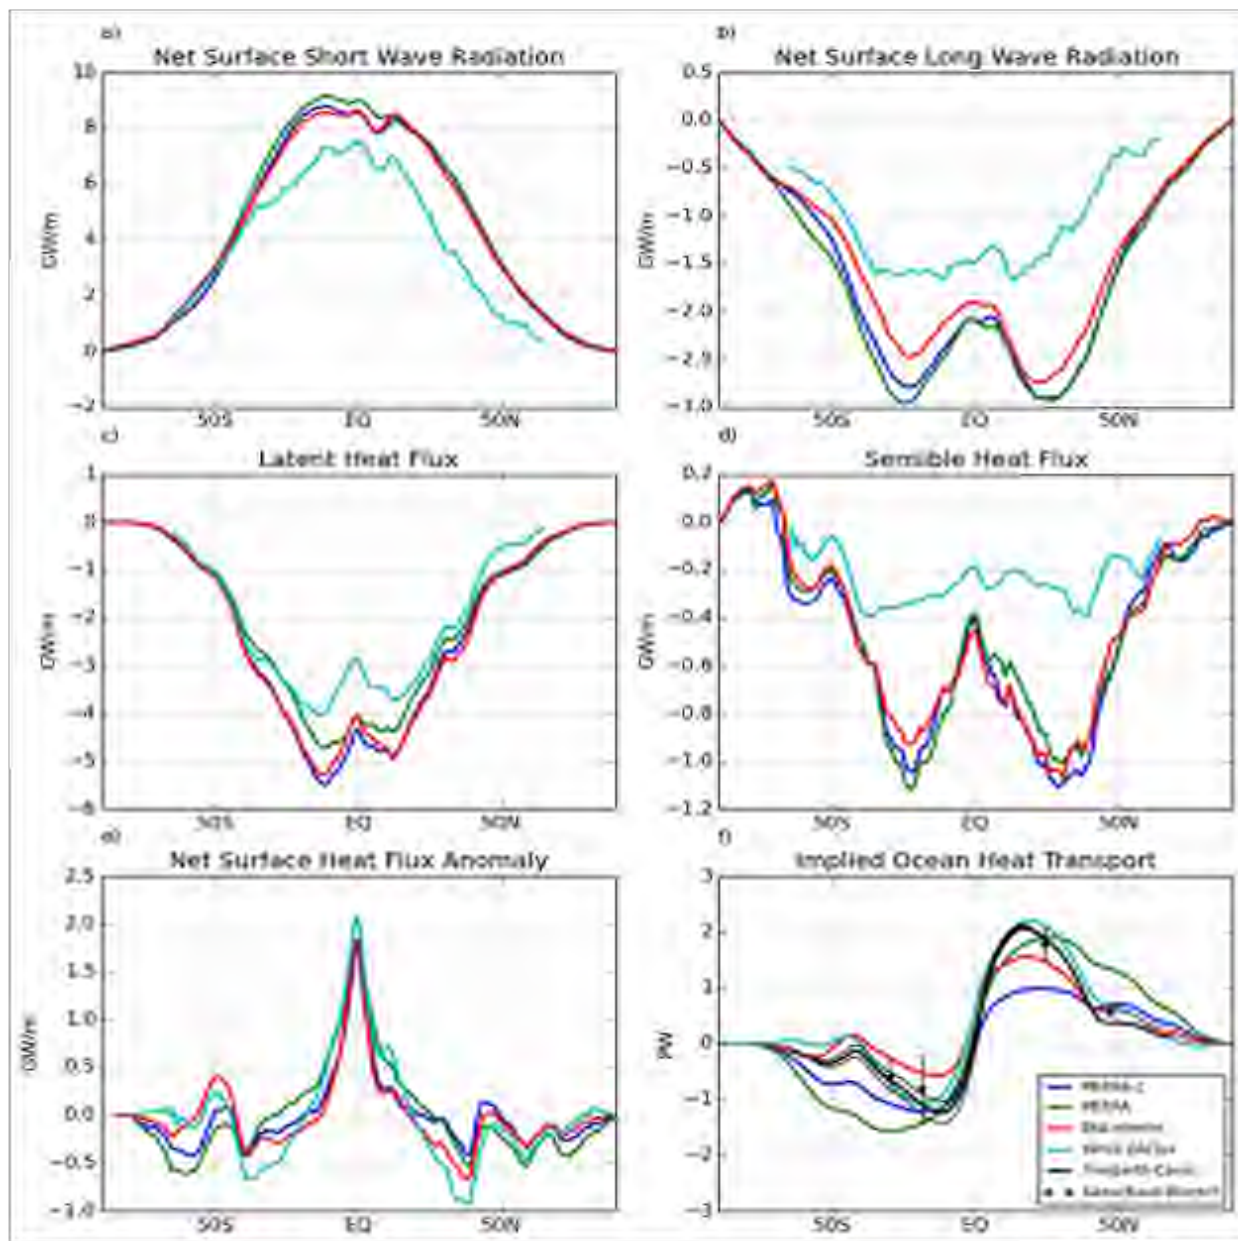 a)
Net Surface Short Wave Radiation
10
8
6
4
2
0
−2
GW/m
50S EQ 50N
b)
Net Surface Long Wave Radiation
0.5
0.0
−0.5
−1.0
−1.5
−2.0
GW/m
50S EQ 50N
c)
Latent Heat Flux
1
0
−1
−2
−3
−4
−5
−6
50S EQ 50N
d)
Sensible Heat Flux
0.2
0.0
−0.2
−0.4
−0.6
−0.8
−1.0
−1.2
GW/m
50S EQ 50N
e)
Net Surface Heat Flux Anomaly
2.5
2.0
1.5
1.0
0.5
0.0
−0.5
−1.0
GW/m
50S EQ 50N
f)
Implied Ocean Heat Transport
3
2
1
0
−1
−2
−3
PW
50S EQ 50N
MERRA-2
MERRA